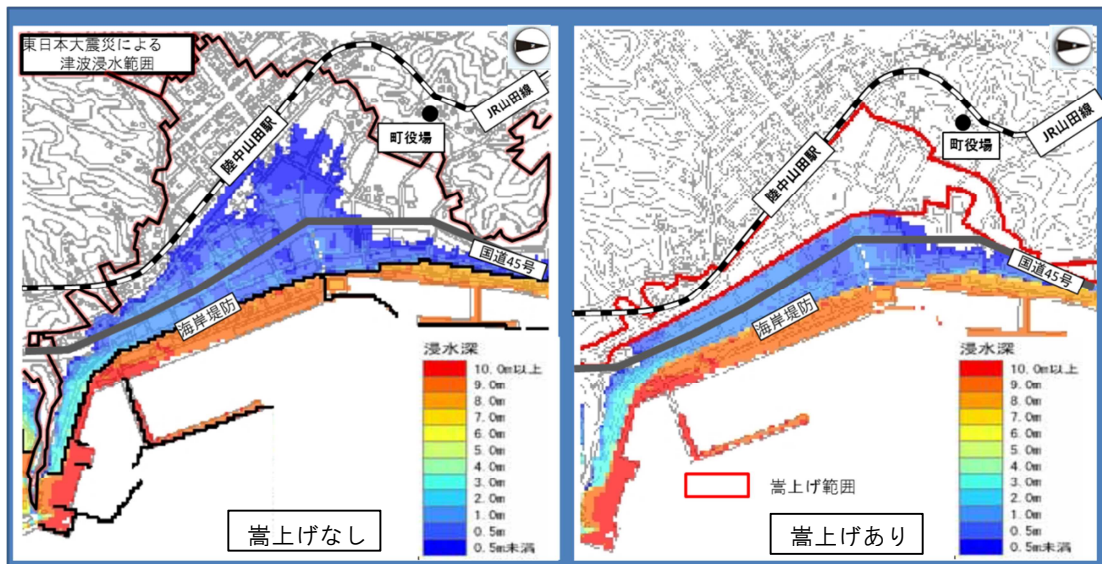 東日本大震災による
津波浸水範囲
JR山田線
町役場
陸中山田駅
国道45号
海岸堤防
浸水深
10.0m以上
9.0m
8.0m
7.0m
6.0m
5.0m
4.0m
3.0m
2.0m
1.0m
0.5m
0.5m未満
嵩上げなし
JR山田線
町役場
陸中山田駅
国道45号
海岸堤防
浸水深
10.0m以上
9.0m
8.0m
7.0m
6.0m
5.0m
4.0m
3.0m
2.0m
1.0m
0.5m
0.5m未満
嵩上げ範囲
嵩上げあり